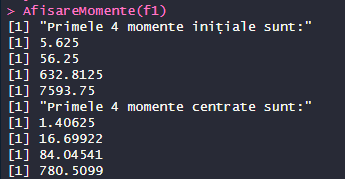 > AfisareMomente(f1)
[1] "Primele 4 momente inițiale sunt:"
[1] 5.625
[1] 56.25
[1] 632.8125
[1] 7593.75
[1] "Primele 4 momente centrate sunt:"
[1] 1.40625
[1] 16.69922
[1] 84.04541
[1] 780.5099